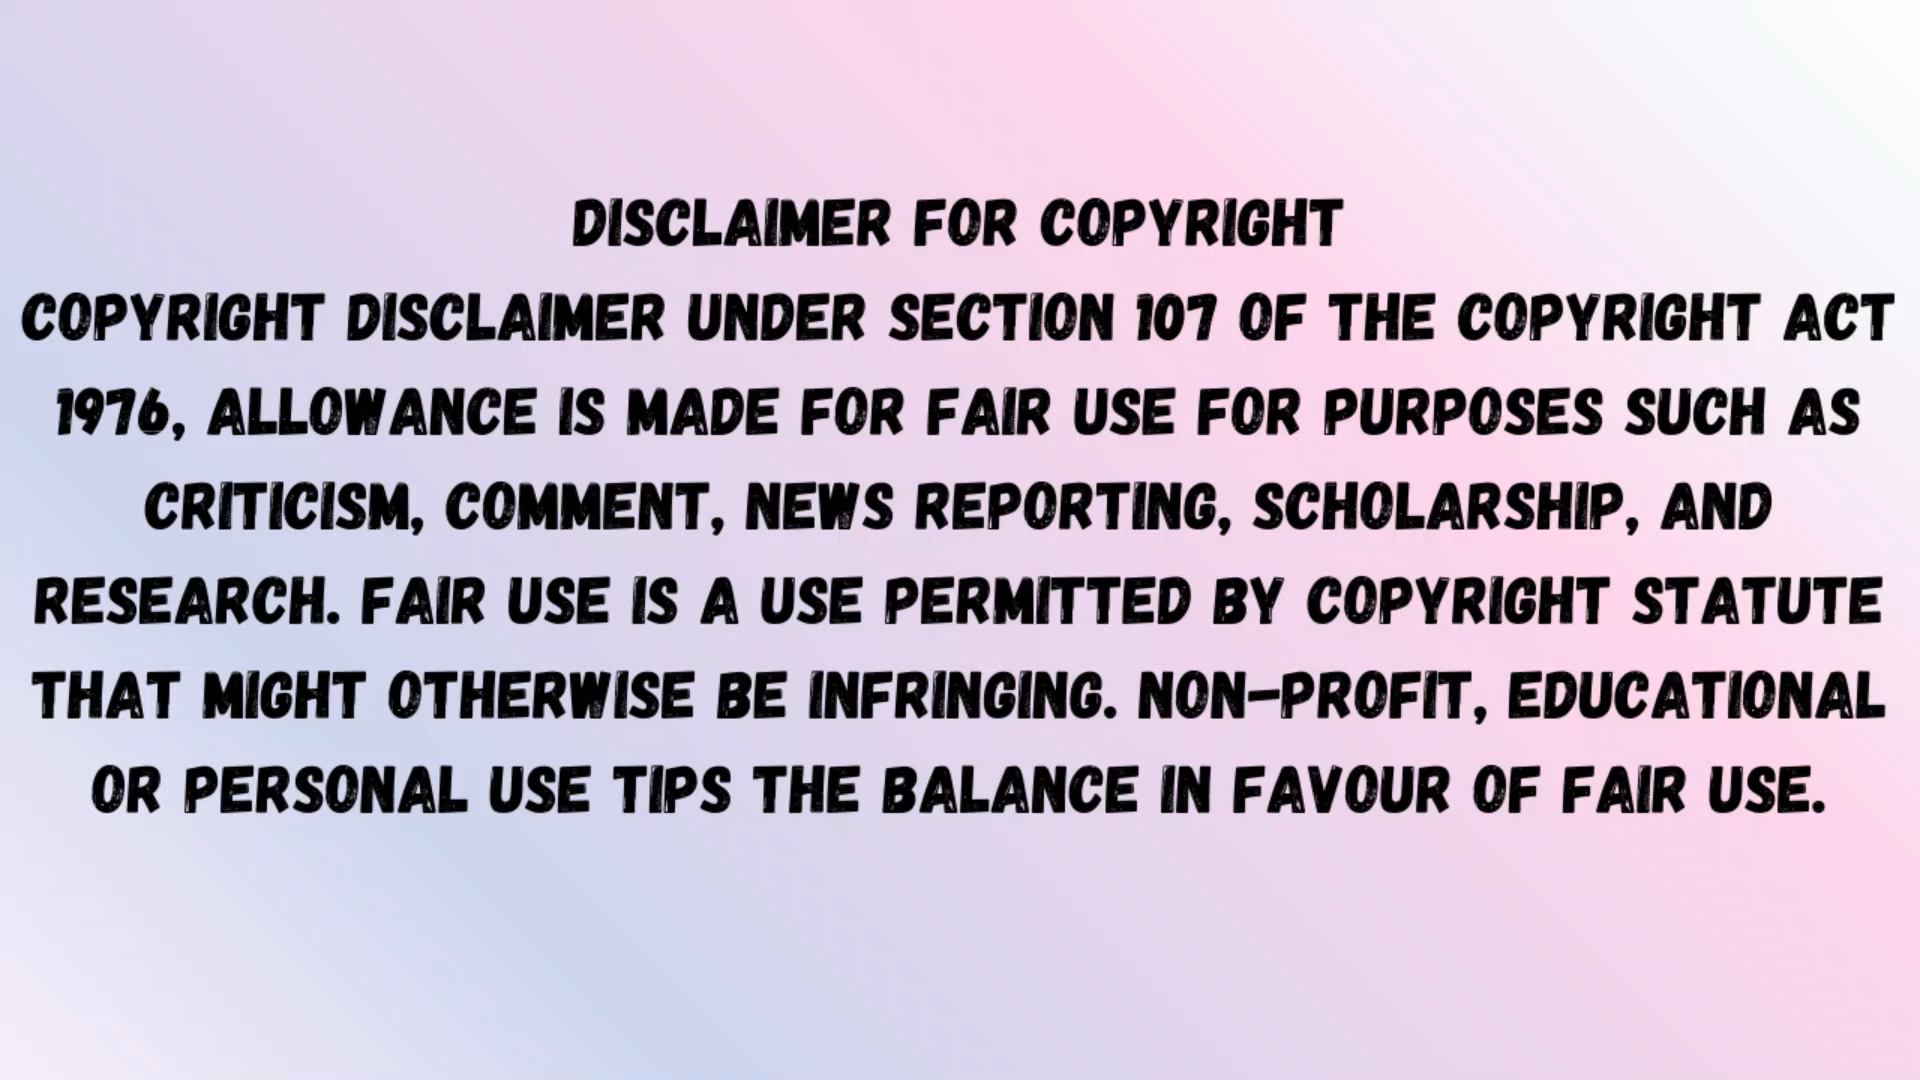 DISCLAIMER FOR COPYRIGHT
COPYRIGHT DISCLAIMER UNDER SECTION 107 OF THE COPYRIGHT ACT
1976, ALLOWANCE IS MADE FOR FAIR USE FOR PURPOSES SUCH AS
CRITICISM, COMMENT, NEWS REPORTING, SCHOLARSHIP, AND
RESEARCH. FAIR USE IS A USE PERMITTED BY COPYRIGHT STATUTE
THAT MIGHT OTHERWISE BE INFRINGING. NON-PROFIT, EDUCATIONAL
OR PERSONAL USE TIPS THE BALANCE IN FAVOUR OF FAIR USE.